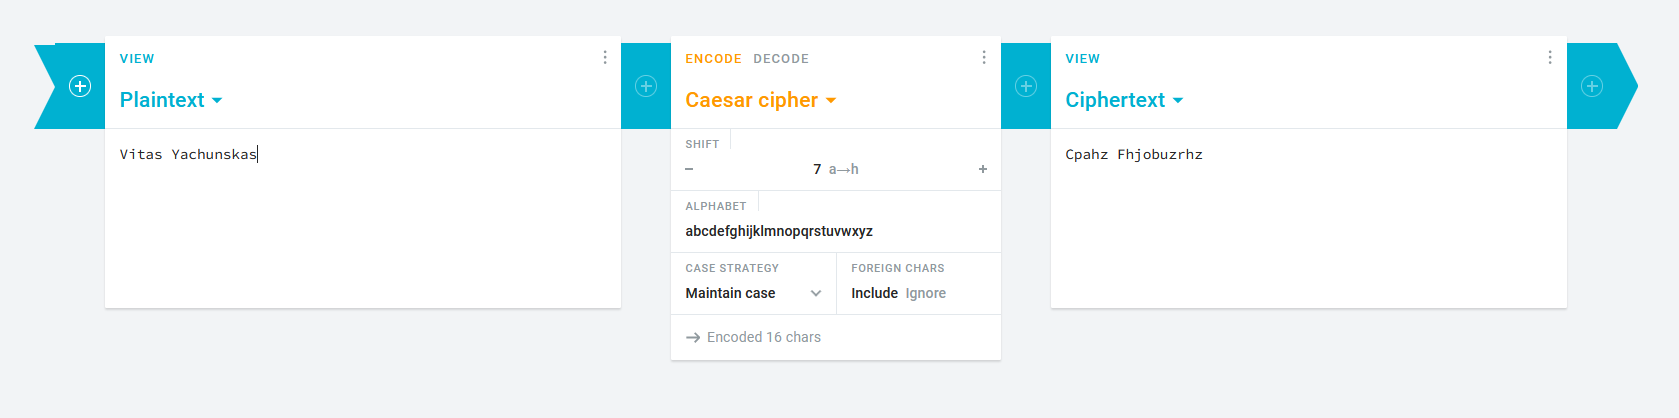 VIEW
Plaintext
Vitas Yachunskas
ENCODE DECODE
Caesar cipher
SHIFT
− 7 a→h +
ALPHABET
abcdefghijklmnopqrstuvwxyz
CASE STRATEGY
Maintain case
FOREIGN CHARS
Include Ignore
→ Encoded 16 chars
VIEW
Ciphertext
Cpahz Fhjobuzrhz